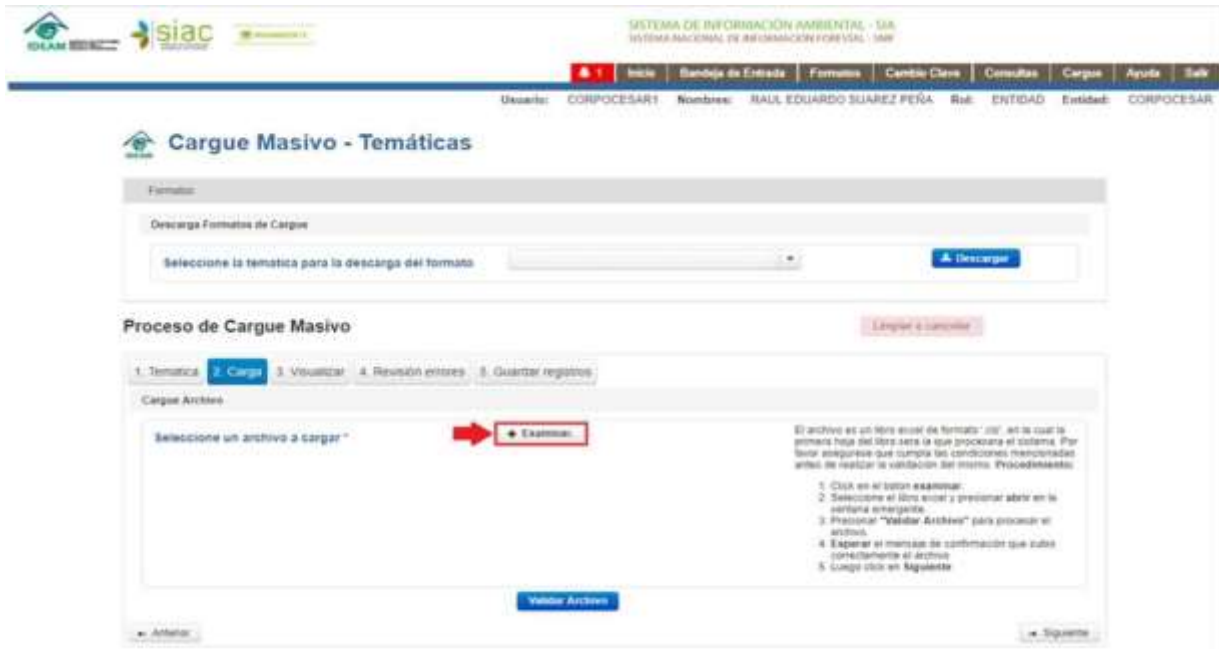 IDEAM
siac
SISTEMA DE INFORMACIÓN AMBIENTAL - SIA
SISTEMA NACIONAL DE INFORMACIÓN FORESTAL - SNIF
1 Inicio Bandeja de Entrada Formatos Cambio Clave Consultas Cargue Ayuda Salir
Usuario: CORPOCESAR1 Nombres: RAUL EDUARDO SUAREZ PEÑA Rol: ENTIDAD Entidad: CORPOCESAR
Cargue Masivo - Temáticas
Formatos
Descarga Formatos de Cargue
Seleccione la tematica para la descarga del formato
Descargar
Proceso de Cargue Masivo
Limpiar o cancelar
1. Tematica 2. Carga 3. Visualizar 4. Revisión errores 5. Guardar registros
Cargue Archivo
Seleccione un archivo a cargar *
+ Examinar.
El archivo es un libro excel de formato ".xls", en la cual la
primera hoja del libro sera la que procesara el sistema. Por
favor asegurese que cumpla las condiciones mencionadas
antes de realizar la validación del mismo. Procedimiento:
1. Click en el botón examinar.
2. Seleccione el libro excel y presionar abrir en la
ventana emergente.
3. Presionar "Validar Archivo" para procesar el
archivo.
4. Esperar el mensaje de confirmación que subio
correctamente el archivo
5. Luego click en Siguiente
Validar Archivo
Anterior
Siguiente